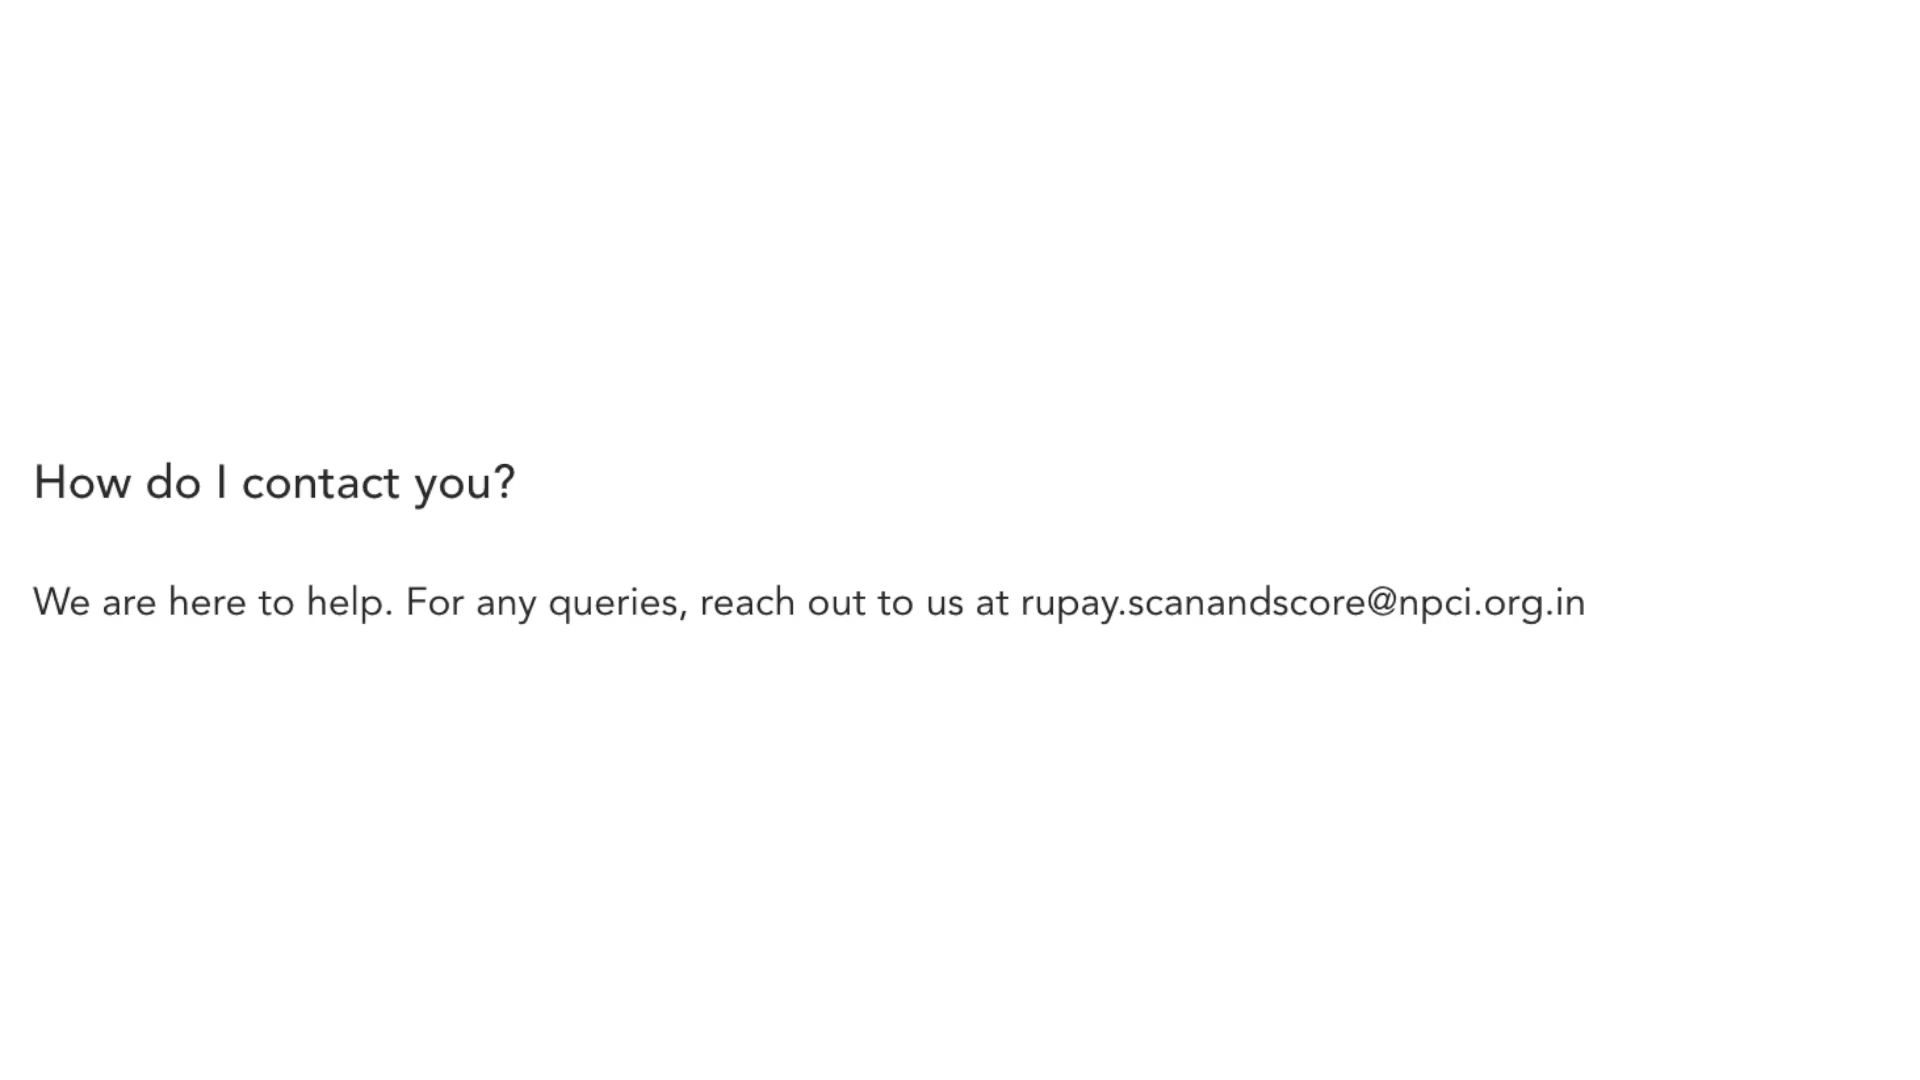 How do I contact you?
We are here to help. For any queries, reach out to us at rupay.scanandscore@npci.org.in